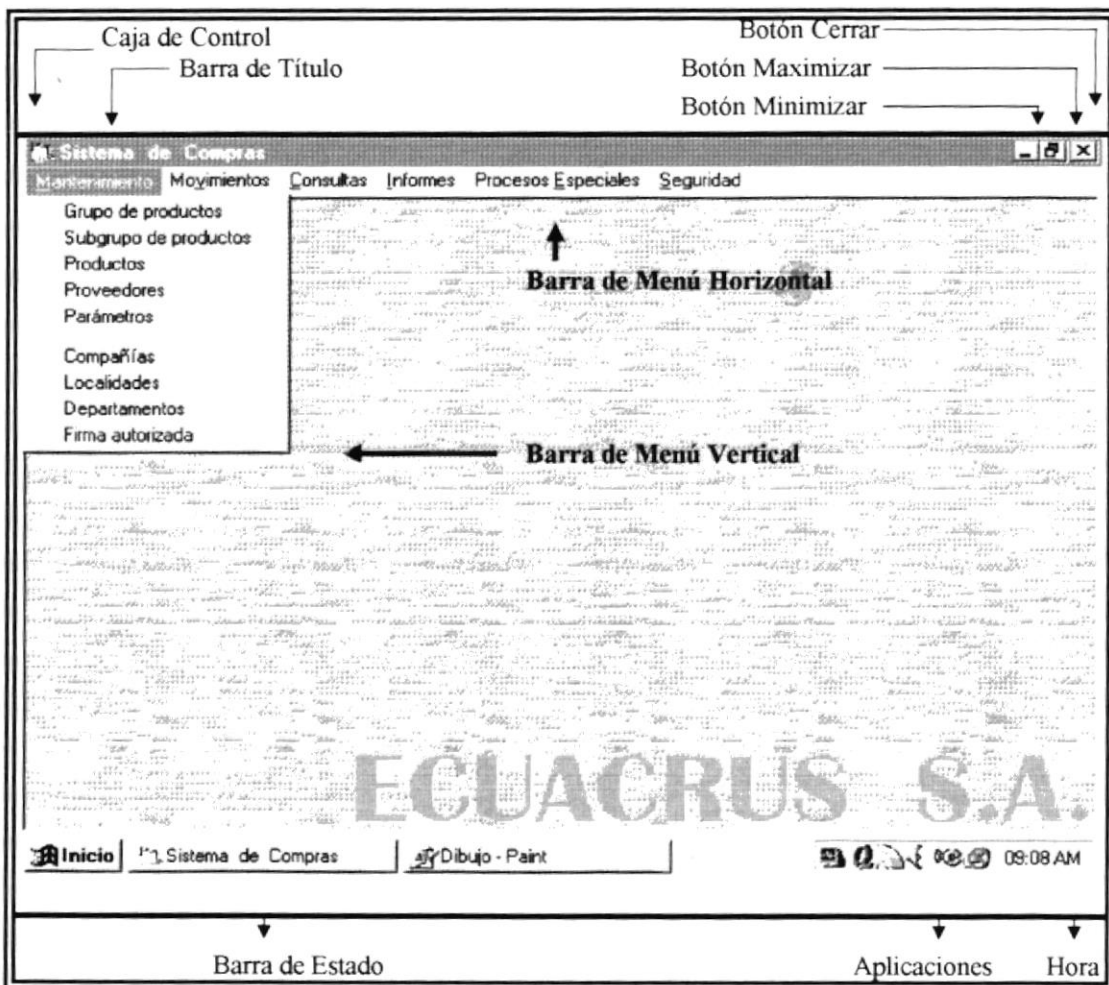 Caja de Control
Botón Cerrar
Barra de Título
Botón Maximizar
Botón Minimizar
Sistema de Compras
Mantenimiento Movimientos Consultas Informes Procesos Especiales Seguridad
Grupo de productos
Subgrupo de productos
Productos
Proveedores
Parámetros
Compañías
Localidades
Departamentos
Firma autorizada
Barra de Menú Horizontal
Barra de Menú Vertical
ECUACRUS S.A.
Inicio Sistema de Compras Dibujo - Paint 09:08 AM
Barra de Estado Aplicaciones Hora